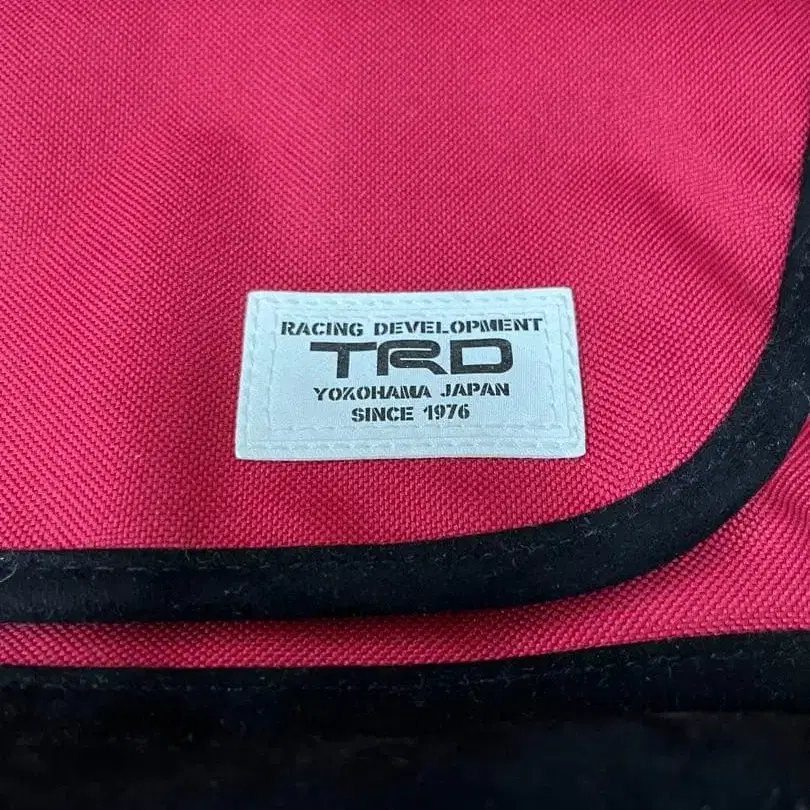 RACING DEVELOPMENT
TRD
YOKOHAMA JAPAN
SINCE 1976